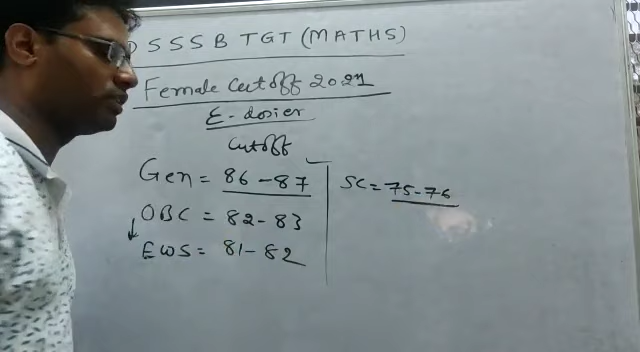 DSSSB TGT (MATHS)
Female Cutoff 2021
E-dosier
Cutoff
Gen = 86-87
OBC = 82-83
EWS = 81-82
SC = 75-76